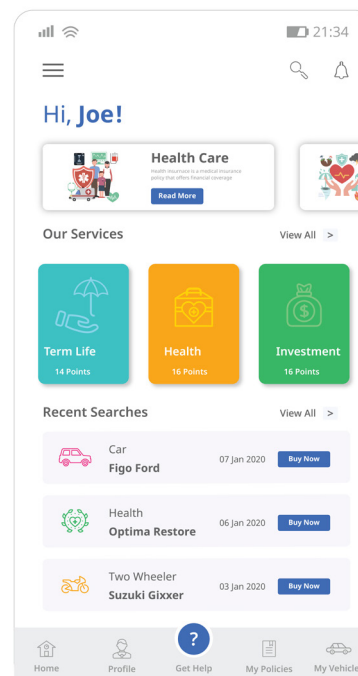 21:34
Hi, Joe!
Health Care
Health insurance is a medical insurance
policy that offers financial coverage
Read More
Our Services
View All >
Term Life
14 Points
Health
16 Points
Investment
16 Points
Recent Searches
View All >
Car
Figo Ford
07 Jan 2020
Buy Now
Health
Optima Restore
06 Jan 2020
Buy Now
Two Wheeler
Suzuki Gixxer
03 Jan 2020
Buy Now
?
Home
Profile
Get Help
My Policies
My Vehicle